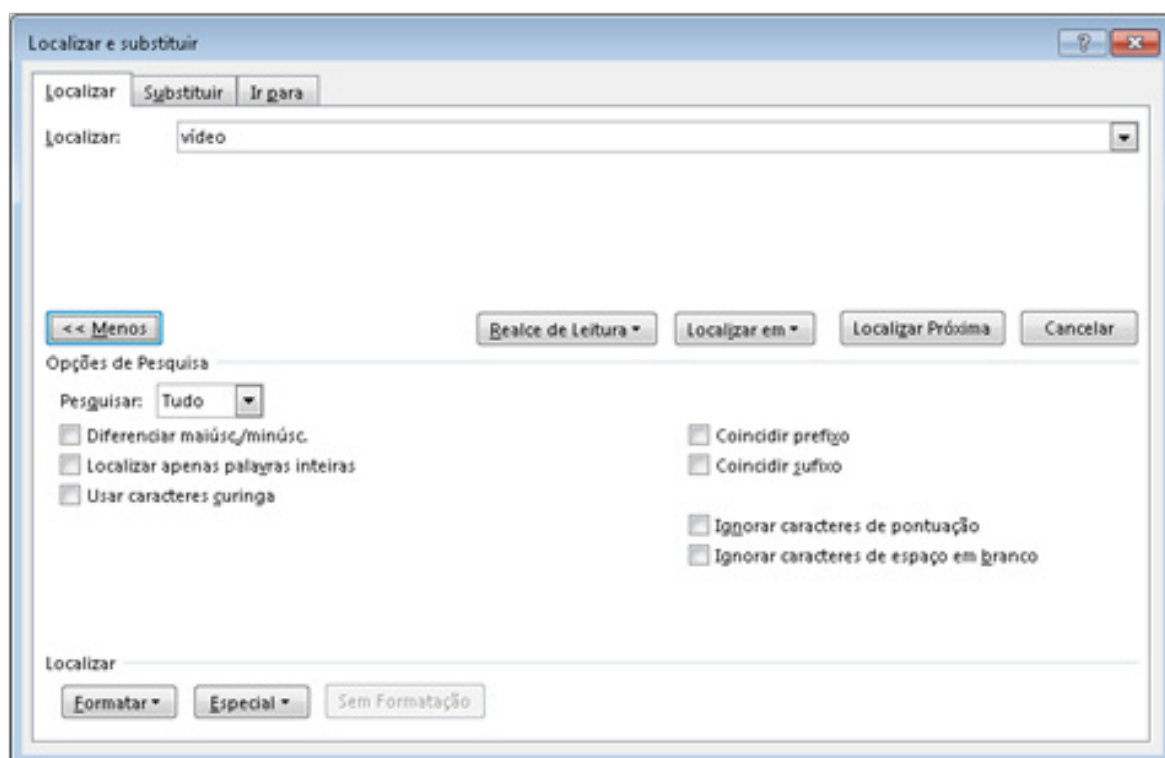 Localizar e substituir
Localizar Substituir Ir para
Localizar: vídeo
<< Menos Realce de Leitura Localizar em Localizar Próxima Cancelar
Opções de Pesquisa
Pesquisar: Tudo
Diferenciar maiúsc./minúsc. Coincidir prefixo
Localizar apenas palavras inteiras Coincidir sufixo
Usar caracteres curinga
Ignorar caracteres de pontuação
Ignorar caracteres de espaço em branco
Localizar
Formatar Especial Sem Formatação